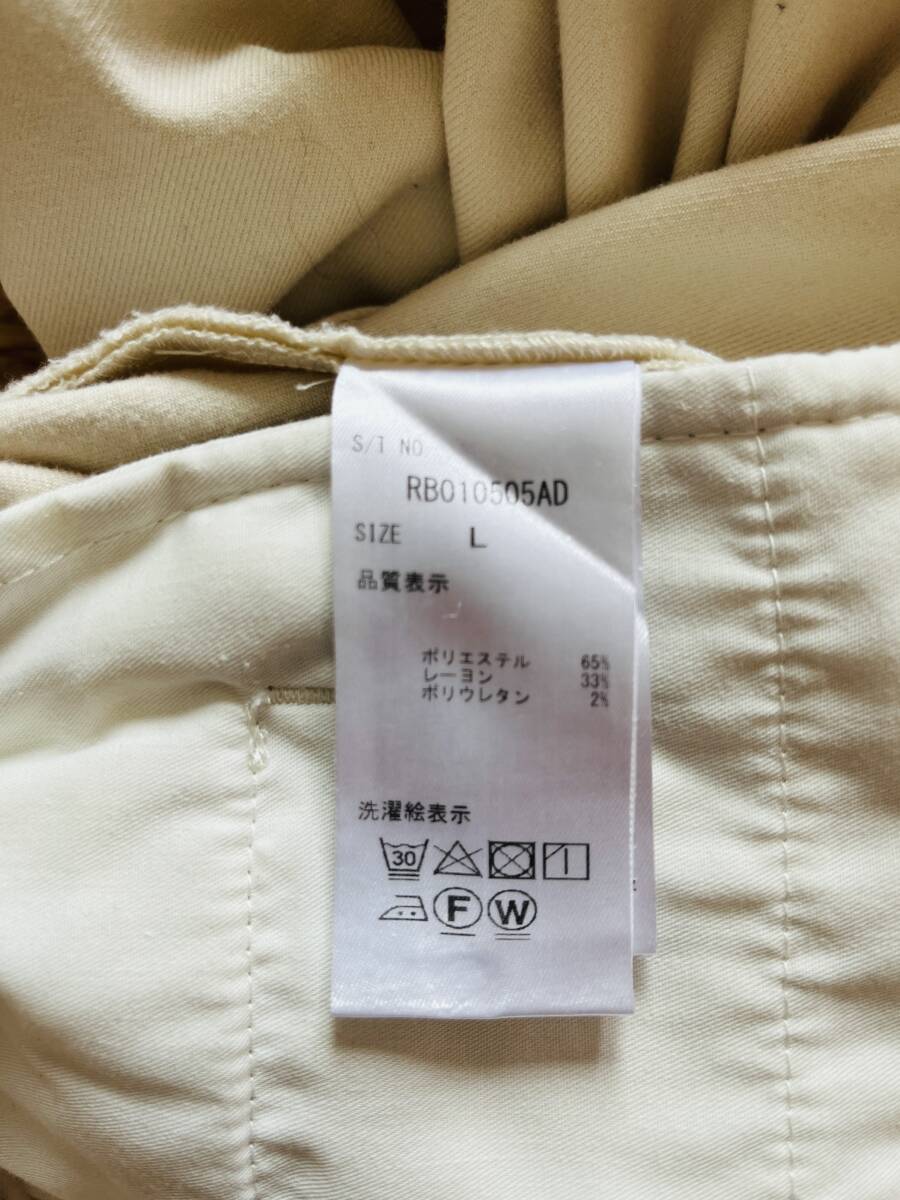 S/T NO
RB010505AD
SIZE L
品質表示
ポリエステル 65%
レーヨン 33%
ポリウレタン 2%
洗濯絵表示
30
F W